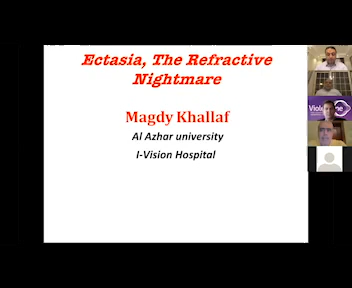 Ectasia, The Refractive
Nightmare
Magdy Khallaf
Al Azhar university
I-Vision Hospital